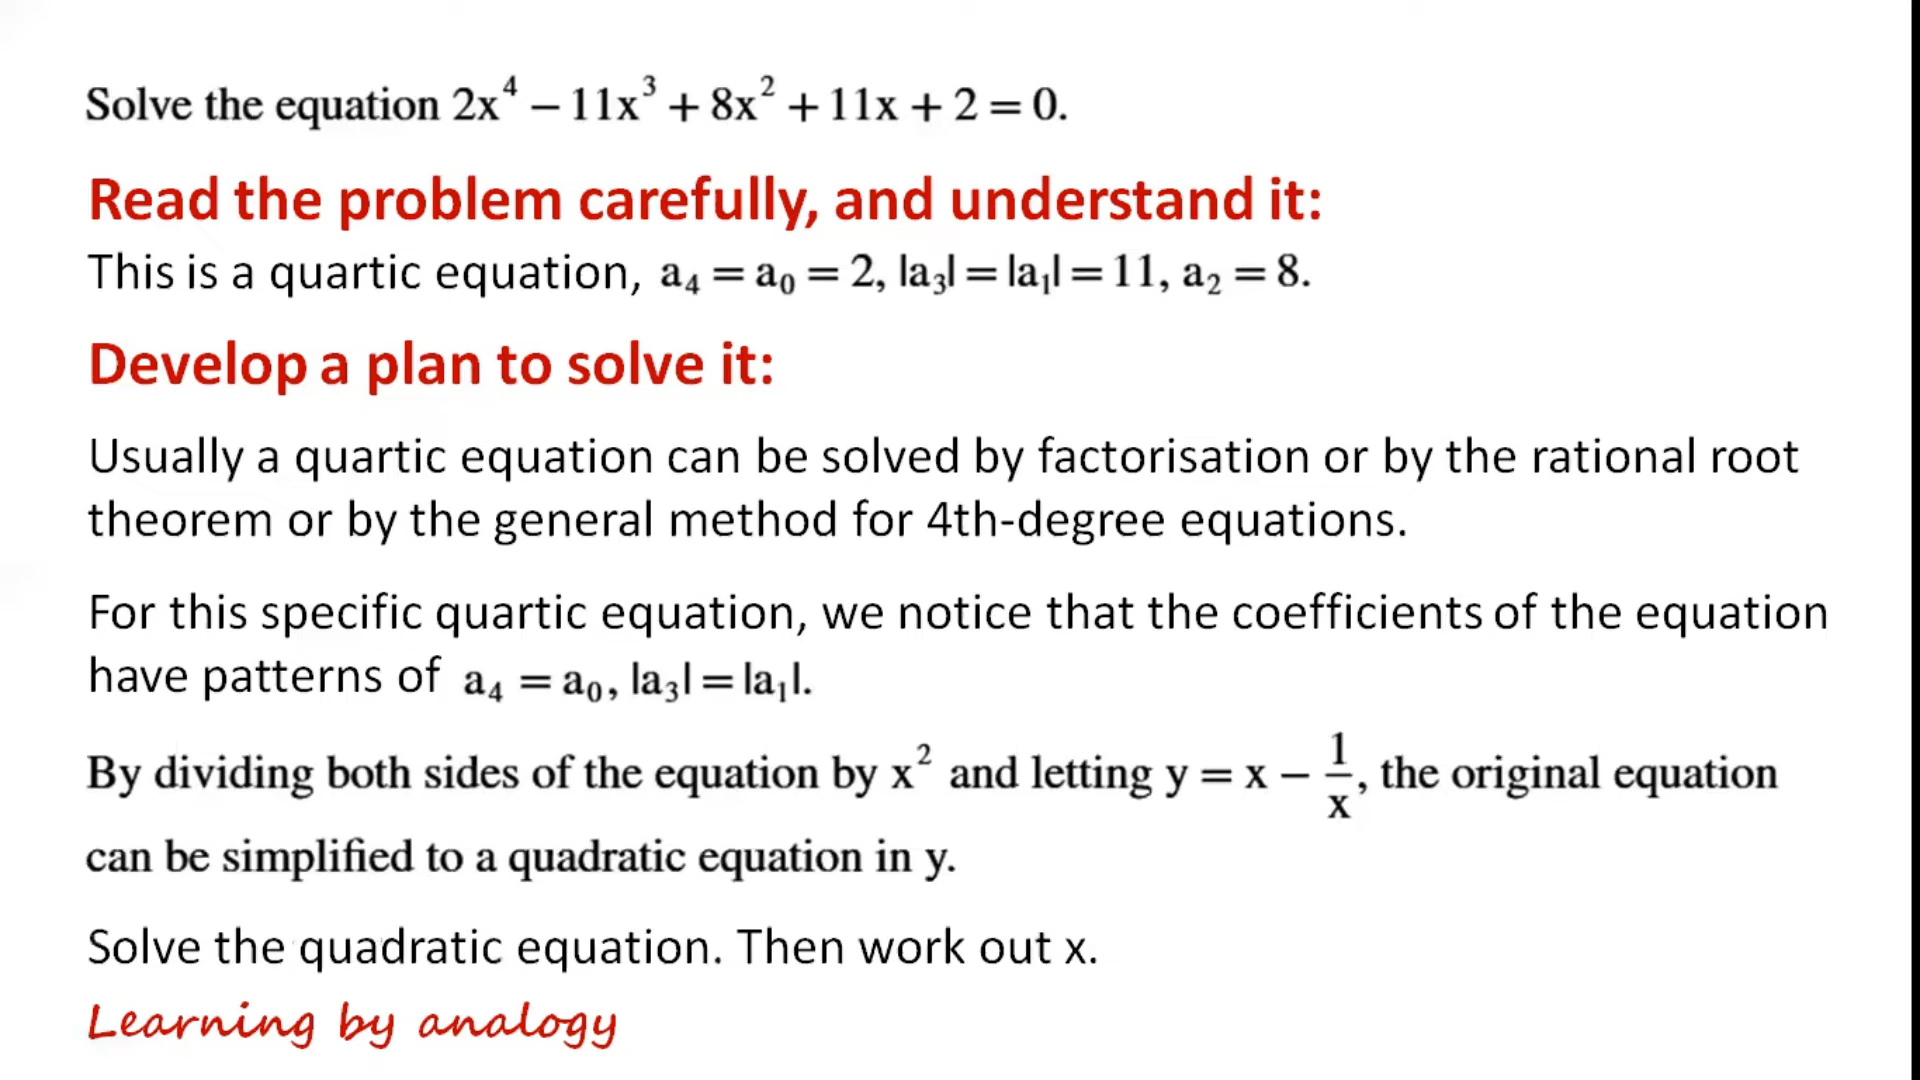 Solve the equation 2x⁴ − 11x³ + 8x² + 11x + 2 = 0.
Read the problem carefully, and understand it:
This is a quartic equation, a₄ = a₀ = 2, |a₃| = |a₁| = 11, a₂ = 8.
Develop a plan to solve it:
Usually a quartic equation can be solved by factorisation or by the rational root
theorem or by the general method for 4th-degree equations.
For this specific quartic equation, we notice that the coefficients of the equation
have patterns of a₄ = a₀, |a₃| = |a₁|.
By dividing both sides of the equation by x² and letting y = x − 1/x, the original equation
can be simplified to a quadratic equation in y.
Solve the quadratic equation. Then work out x.
Learning by analogy